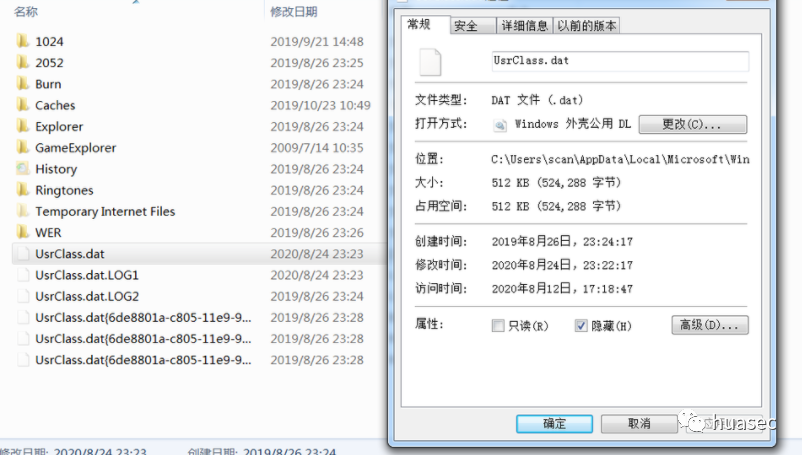 名称 修改日期
1024 2019/9/21 14:48
2052 2019/8/26 23:25
Burn 2019/8/26 23:24
Caches 2019/10/23 10:49
Explorer 2019/8/26 23:24
GameExplorer 2009/7/14 10:35
History 2019/8/26 23:24
Ringtones 2019/8/26 23:24
Temporary Internet Files 2019/8/26 23:24
WER 2019/8/26 23:26
UsrClass.dat 2020/8/24 23:23
UsrClass.dat.LOG1 2020/8/24 23:23
UsrClass.dat.LOG2 2019/8/26 23:24
UsrClass.dat{6de8801a-c805-11e9-9... 2019/8/26 23:28
UsrClass.dat{6de8801a-c805-11e9-9... 2019/8/26 23:28
UsrClass.dat{6de8801a-c805-11e9-9... 2019/8/26 23:28
修改日期: 2020/8/24 23:23 创建日期: 2019/8/26 23:24
常规 安全 详细信息 以前的版本
UsrClass.dat
文件类型: DAT 文件 (.dat)
打开方式: Windows 外壳公用 DL 更改(C)...
位置: C:\Users\scan\AppData\Local\Microsoft\Win
大小: 512 KB (524,288 字节)
占用空间: 512 KB (524,288 字节)
创建时间: 2019年8月26日，23:24:17
修改时间: 2020年8月24日，23:22:17
访问时间: 2020年8月12日，17:18:47
属性: 只读(R) 隐藏(H) 高级(D)...
确定 取消
huasec